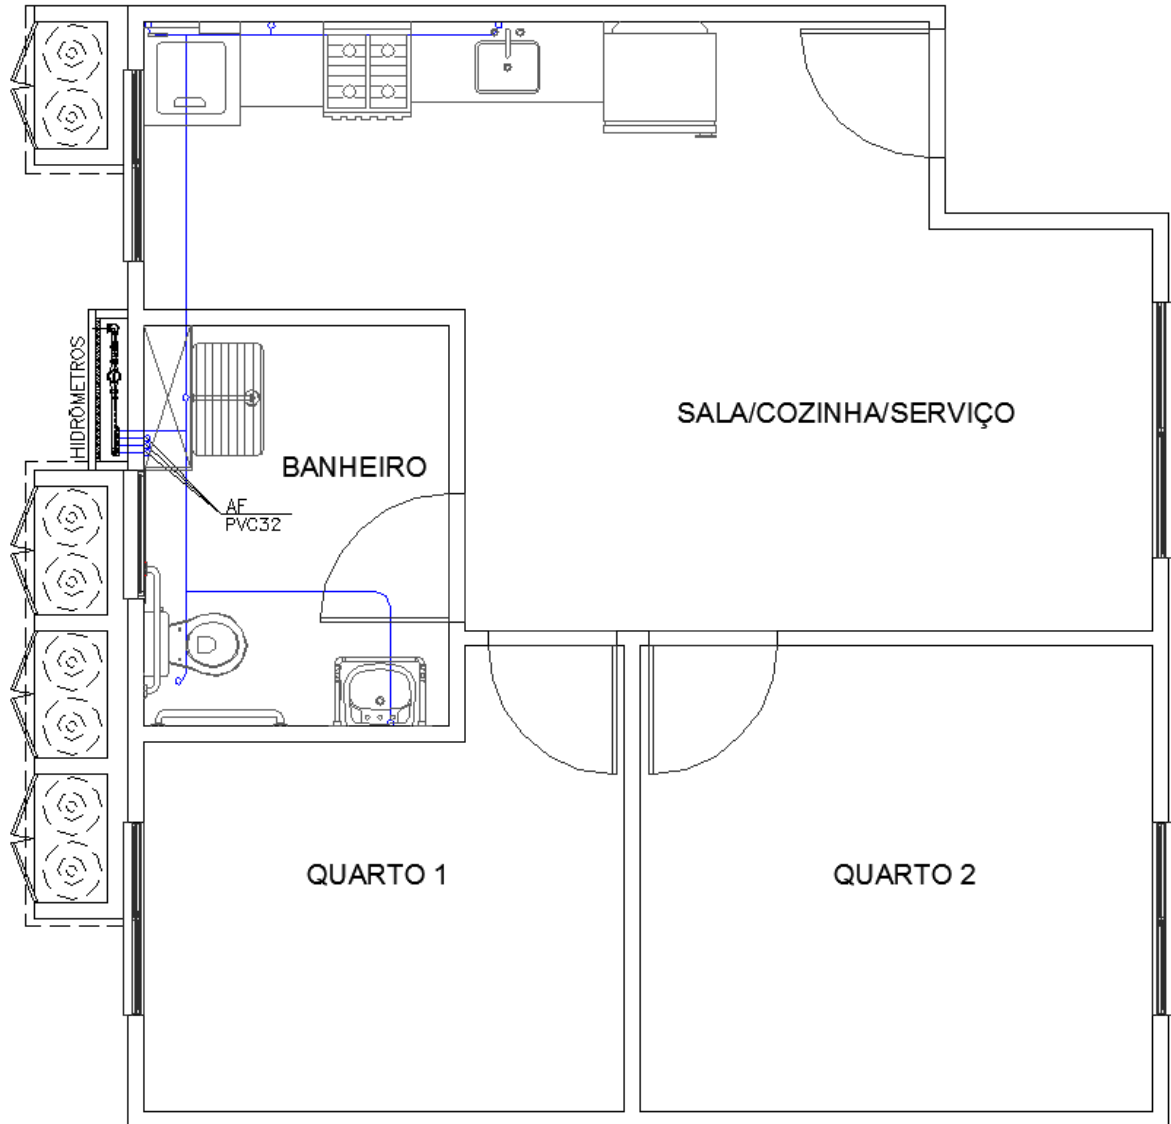 HIDRÔMETROS
SALA/COZINHA/SERVIÇO
BANHEIRO
AF
PVC32
QUARTO 1
QUARTO 2